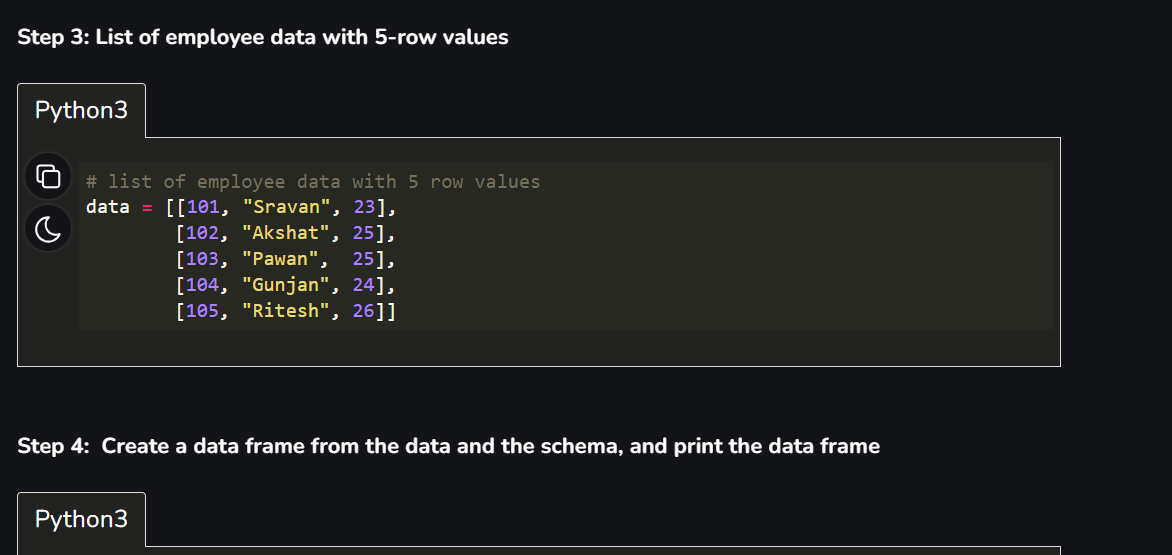 Step 3: List of employee data with 5-row values
Python3
# list of employee data with 5 row values
data = [[101, "Sravan", 23],
        [102, "Akshat", 25],
        [103, "Pawan",  25],
        [104, "Gunjan", 24],
        [105, "Ritesh", 26]]
Step 4:  Create a data frame from the data and the schema, and print the data frame
Python3